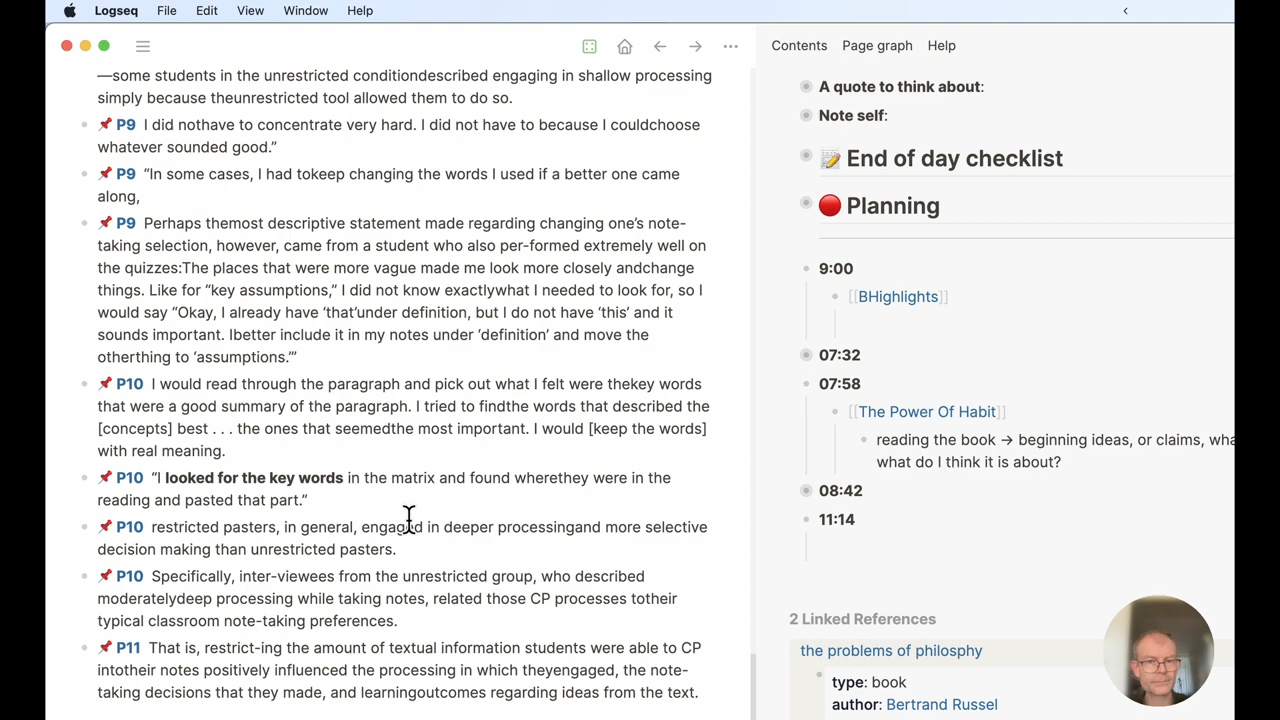 Logseq File Edit View Window Help
—some students in the unrestricted conditiondescribed engaging in shallow processing
simply because theunrestricted tool allowed them to do so.
P9 I did nothave to concentrate very hard. I did not have to because I couldchoose
whatever sounded good.”
P9 “In some cases, I had tokeep changing the words I used if a better one came
along,
P9 Perhaps themost descriptive statement made regarding changing one’s note-
taking selection, however, came from a student who also per-formed extremely well on
the quizzes:The places that were more vague made me look more closely andchange
things. Like for “key assumptions,” I did not know exactlywhat I needed to look for, so I
would say “Okay, I already have ‘that’under definition, but I do not have ‘this’ and it
sounds important. Ibetter include it in my notes under ‘definition’ and move the
otherthing to ‘assumptions.’”
P10 I would read through the paragraph and pick out what I felt were thekey words
that were a good summary of the paragraph. I tried to findthe words that described the
[concepts] best . . . the ones that seemedthe most important. I would [keep the words]
with real meaning.
P10 “I looked for the key words in the matrix and found wherethey were in the
reading and pasted that part.”
P10 restricted pasters, in general, engaged in deeper processingand more selective
decision making than unrestricted pasters.
P10 Specifically, inter-viewees from the unrestricted group, who described
moderatelydeep processing while taking notes, related those CP processes totheir
typical classroom note-taking preferences.
P11 That is, restrict-ing the amount of textual information students were able to CP
intotheir notes positively influenced the processing in which theyengaged, the note-
taking decisions that they made, and learningoutcomes regarding ideas from the text.
Contents Page graph Help
A quote to think about:
Note self:
End of day checklist
Planning
9:00
[[BHighlights]]
07:32
07:58
[[The Power Of Habit]]
reading the book → beginning ideas, or claims, wha
what do I think it is about?
08:42
11:14
2 Linked References
the problems of philosphy
type: book
author: Bertrand Russel